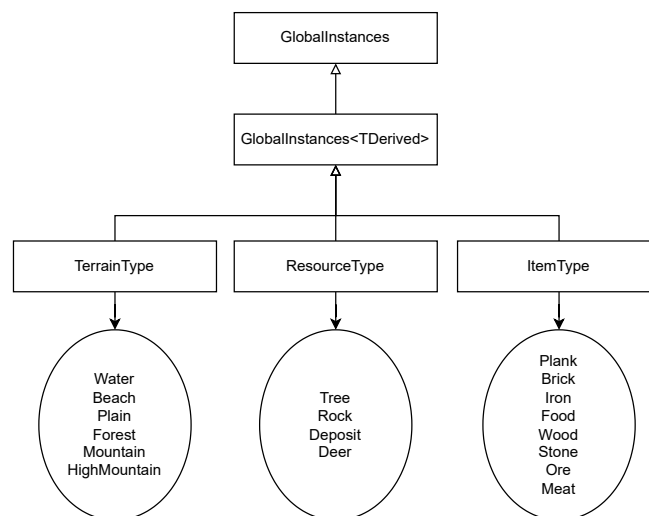 GlobalInstances
GlobalInstances<TDerived>
TerrainType
ResourceType
ItemType
Water
Beach
Plain
Forest
Mountain
HighMountain
Tree
Rock
Deposit
Deer
Plank
Brick
Iron
Food
Wood
Stone
Ore
Meat